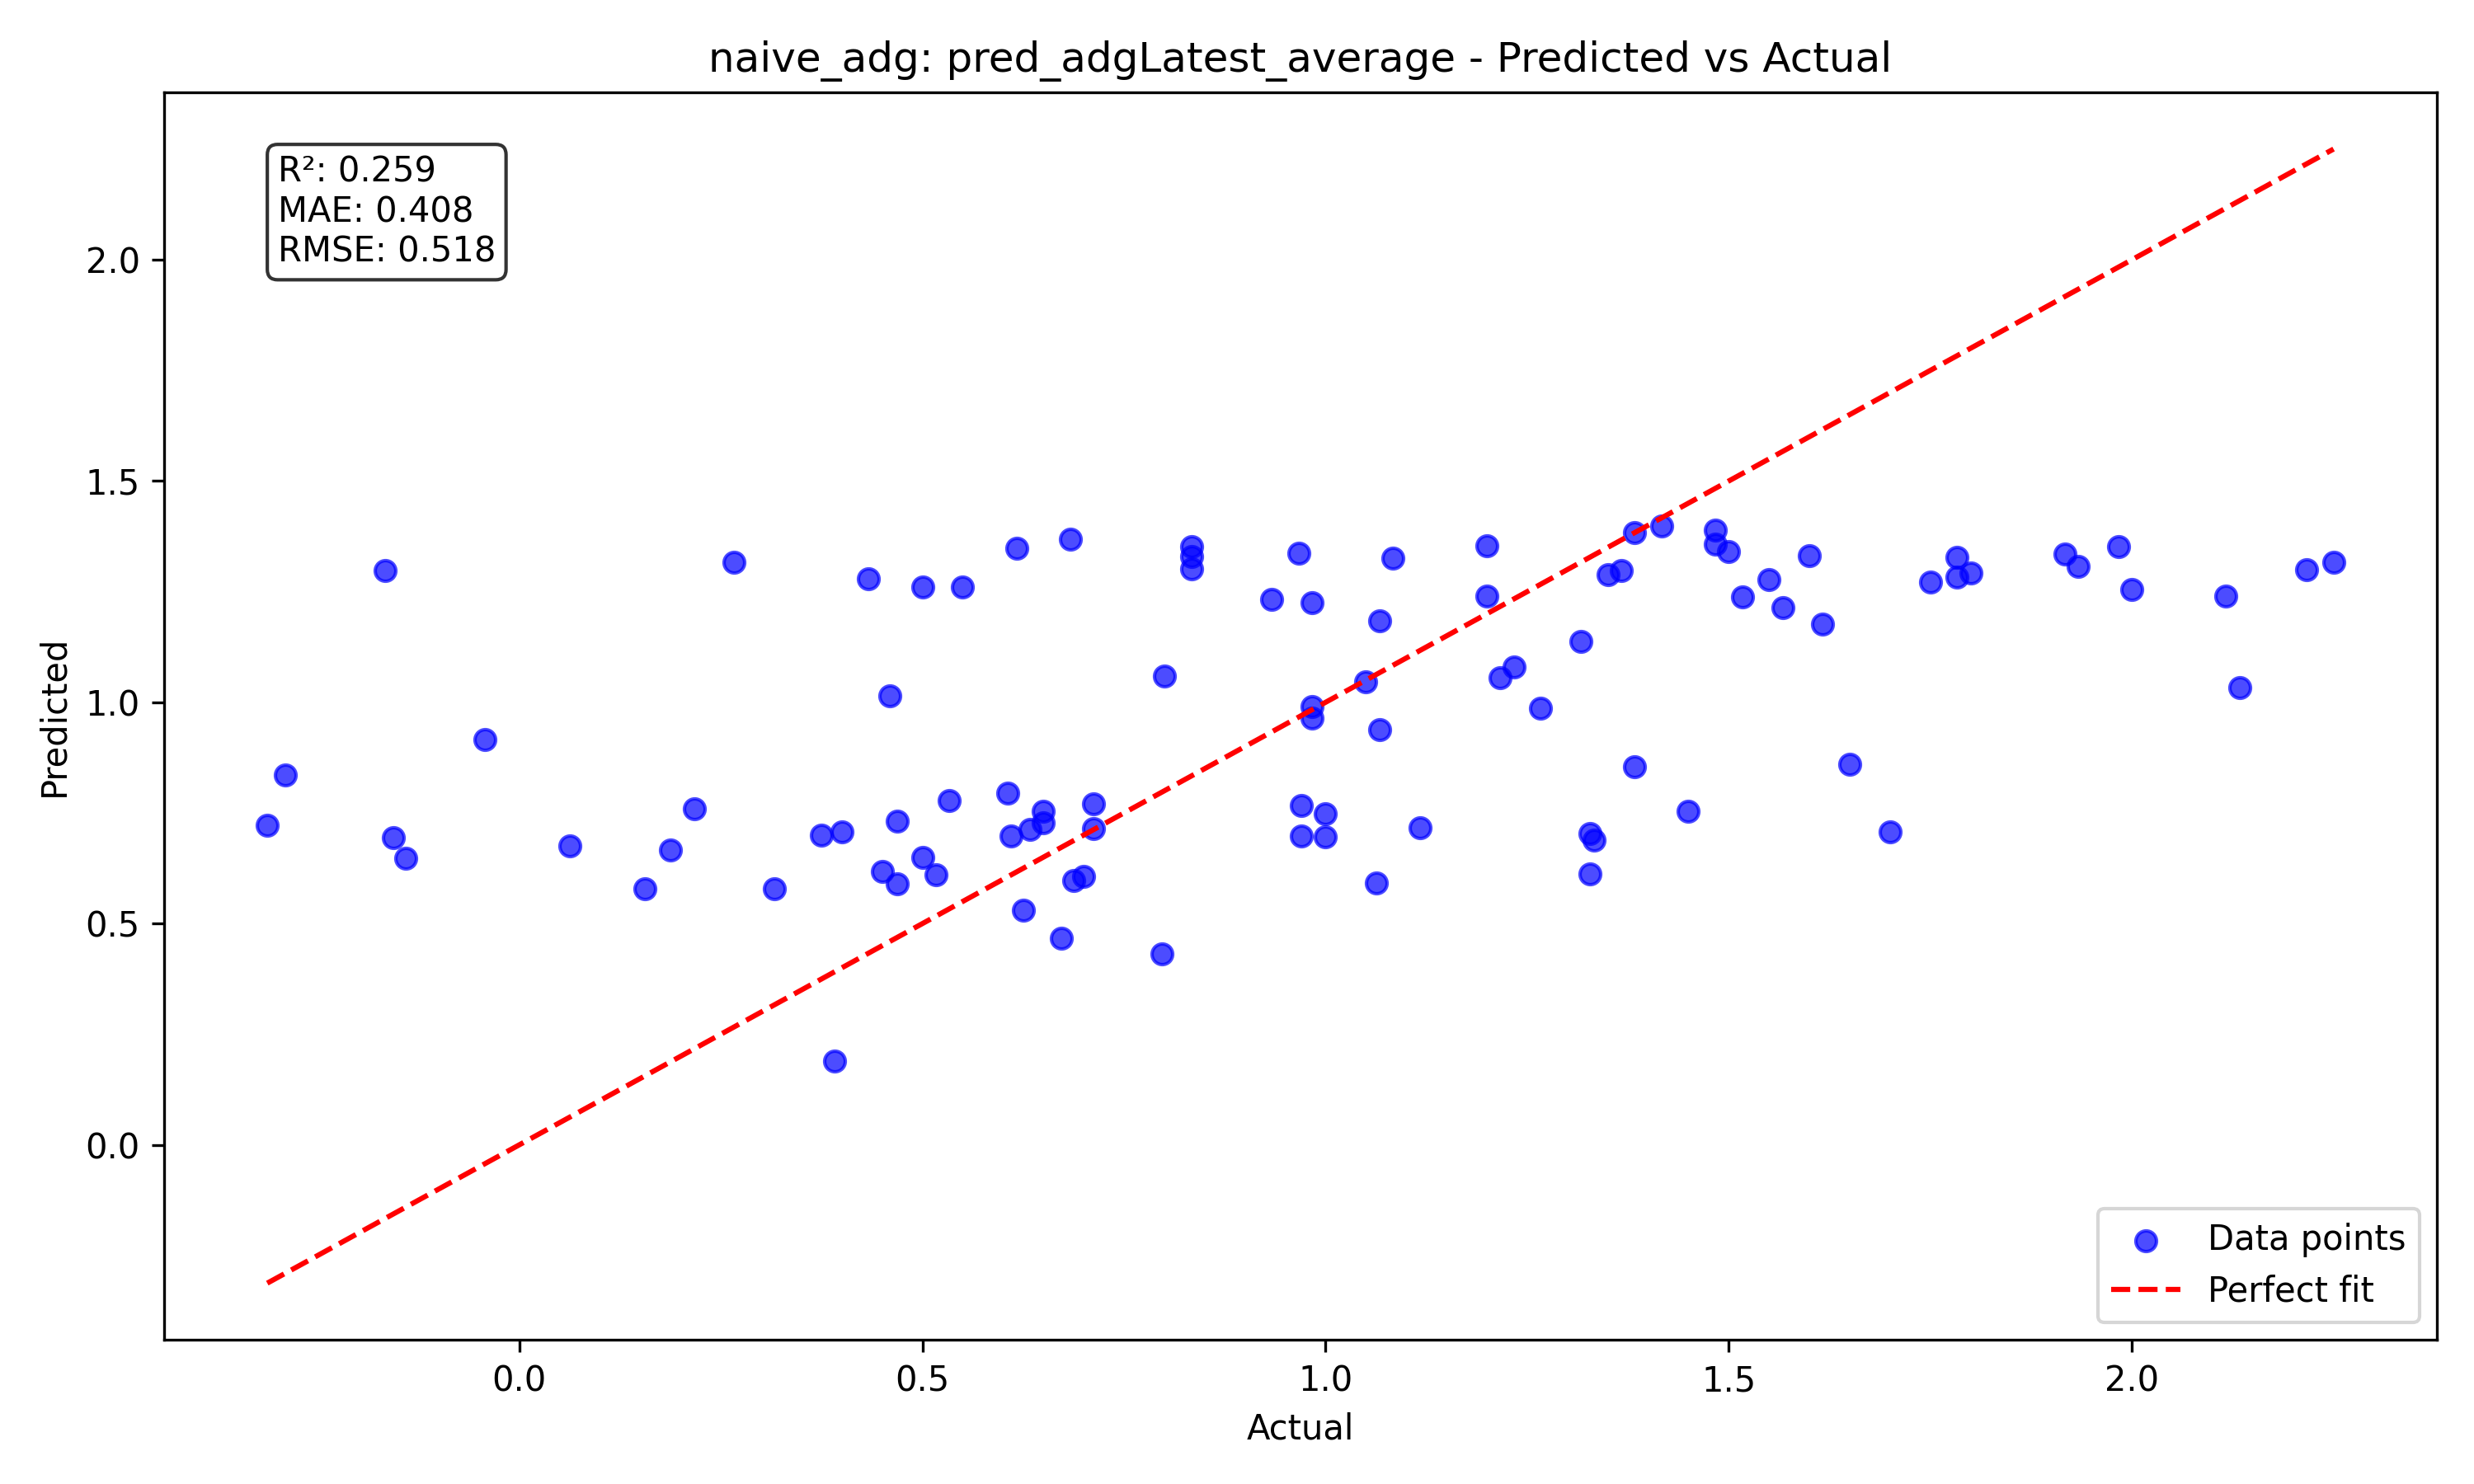 naive_adg: pred_adgLatest_average - Predicted vs Actual
R²: 0.259
MAE: 0.408
RMSE: 0.518
2.0
1.5
1.0
0.5
0.0
Predicted
Data points
Perfect fit
0.0 0.5 1.0 1.5 2.0
Actual